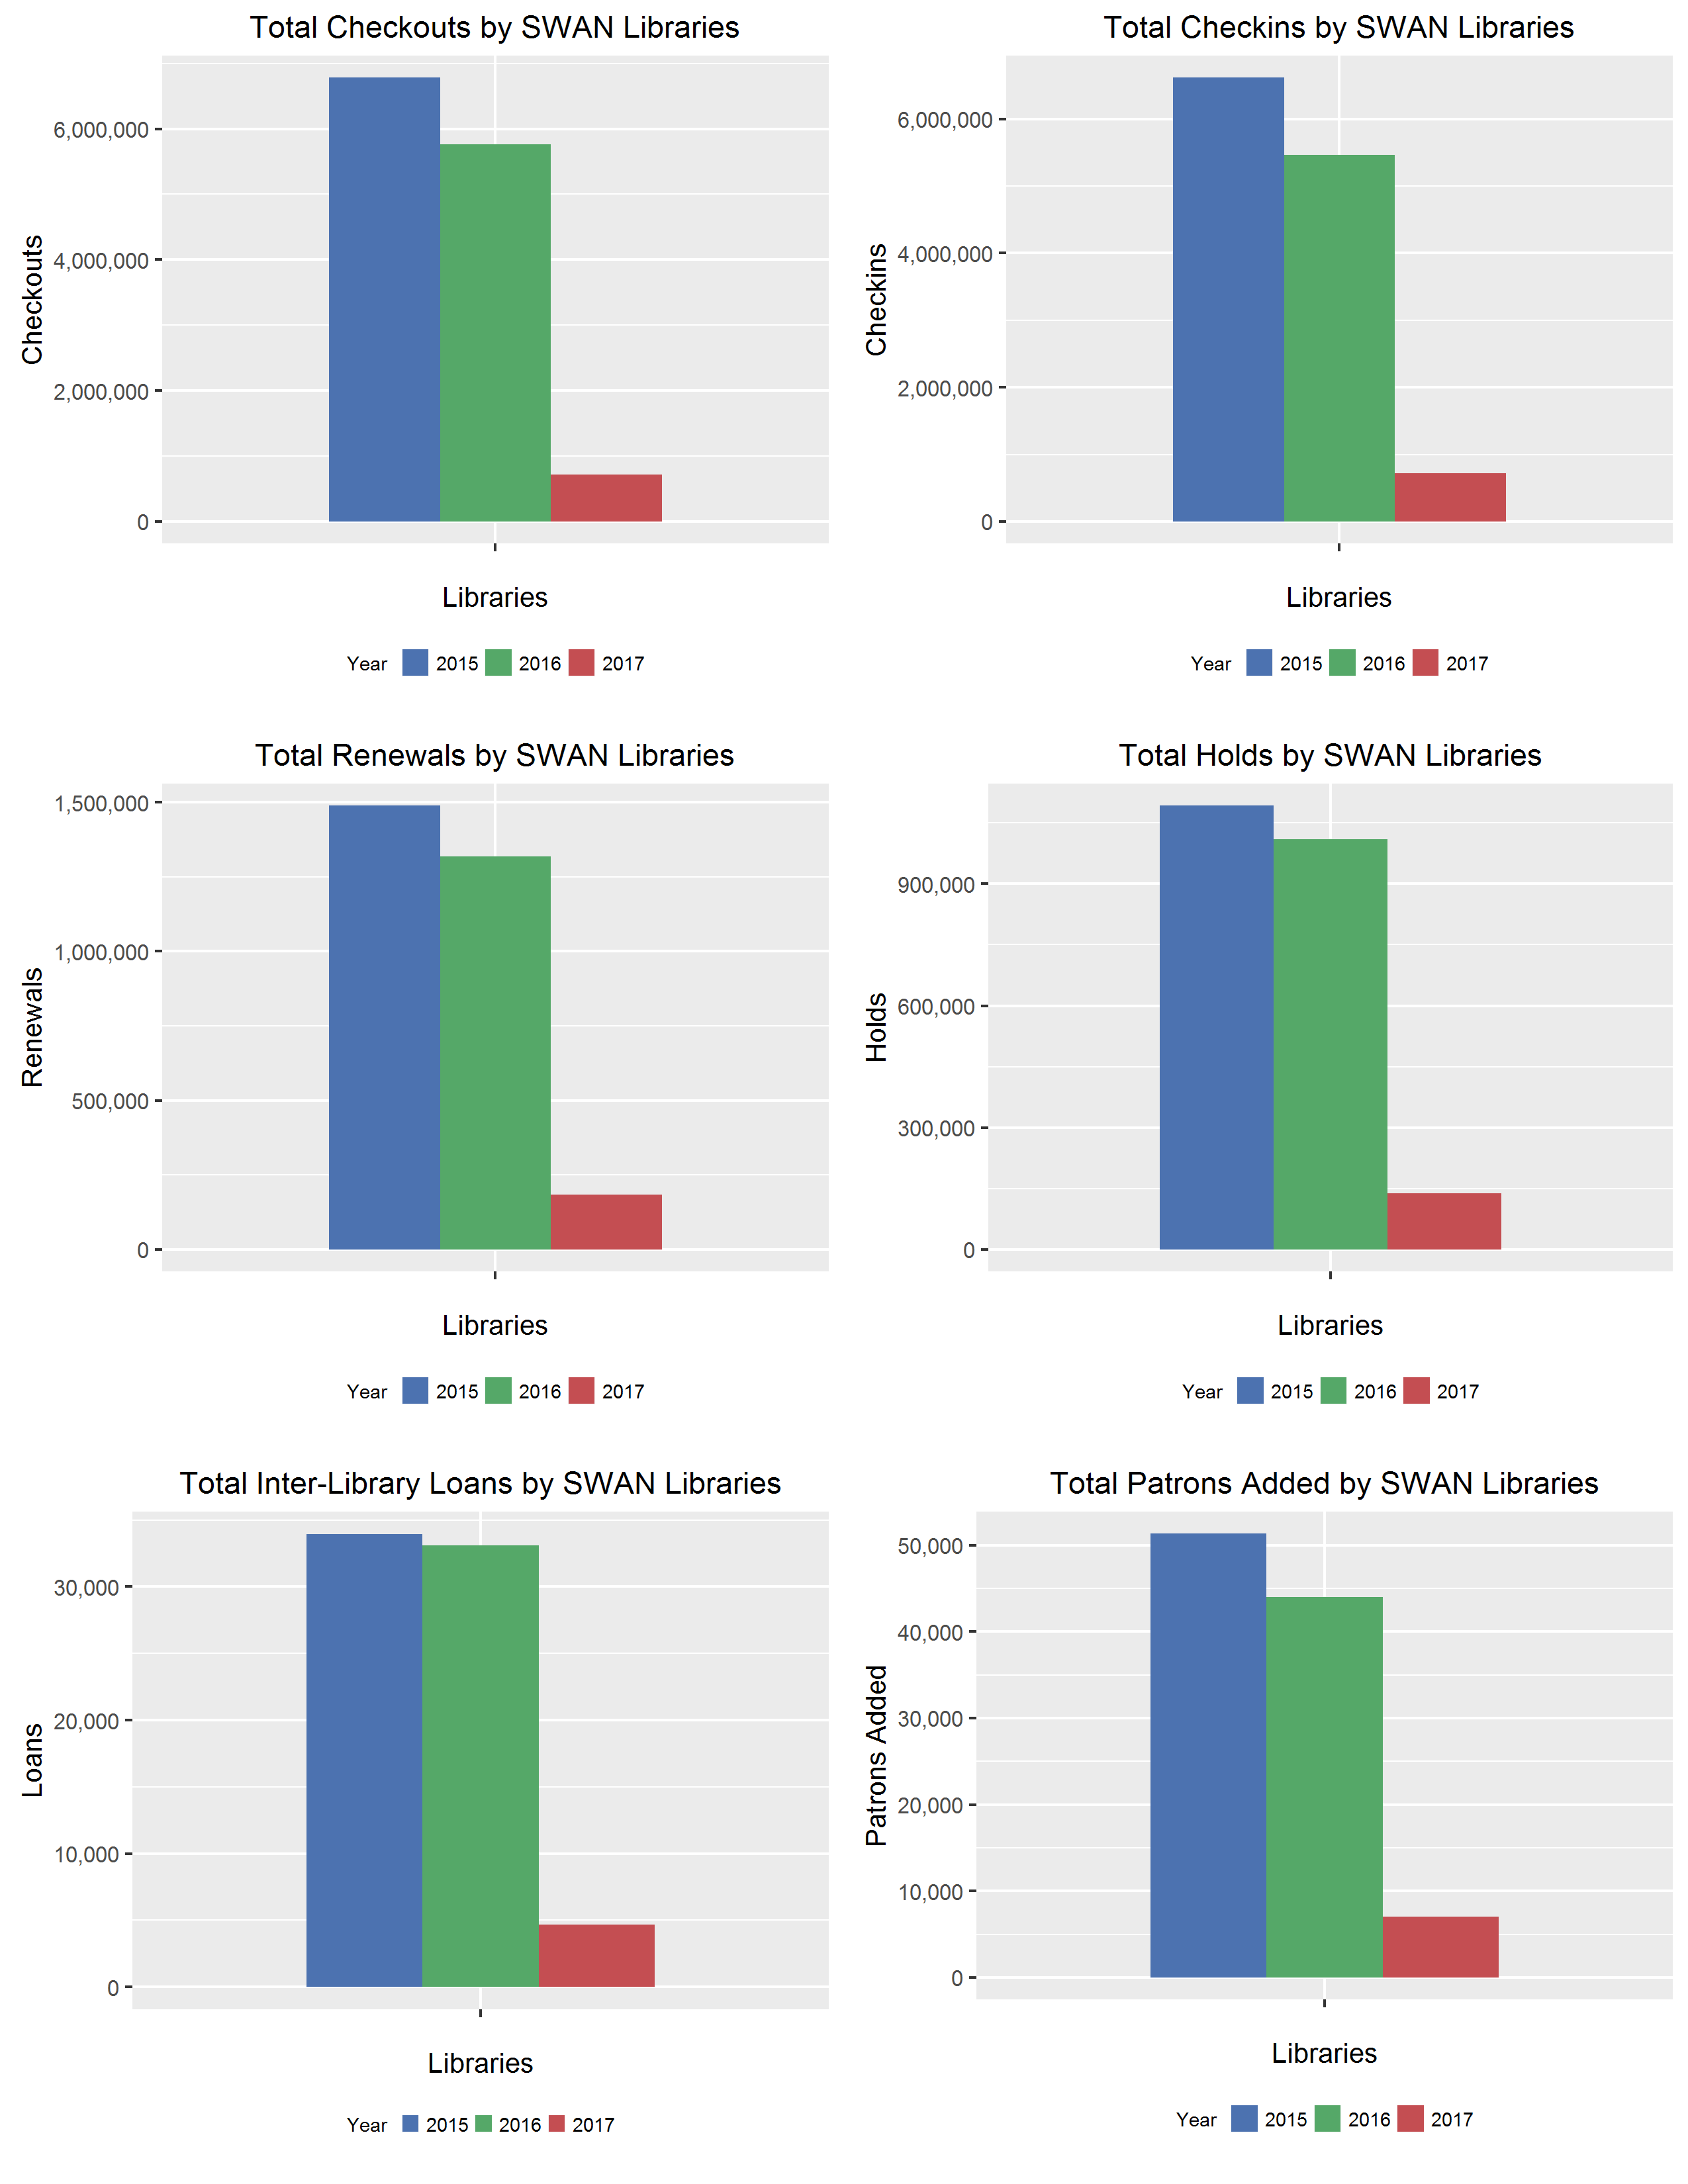 Total Checkouts by SWAN Libraries
Checkouts
6,000,000
4,000,000
2,000,000
0
Libraries
Year 2015 2016 2017
Total Checkins by SWAN Libraries
Checkins
6,000,000
4,000,000
2,000,000
0
Libraries
Year 2015 2016 2017
Total Renewals by SWAN Libraries
Renewals
1,500,000
1,000,000
500,000
0
Libraries
Year 2015 2016 2017
Total Holds by SWAN Libraries
Holds
900,000
600,000
300,000
0
Libraries
Year 2015 2016 2017
Total Inter-Library Loans by SWAN Libraries
Loans
30,000
20,000
10,000
0
Libraries
Year 2015 2016 2017
Total Patrons Added by SWAN Libraries
Patrons Added
50,000
40,000
30,000
20,000
10,000
0
Libraries
Year 2015 2016 2017